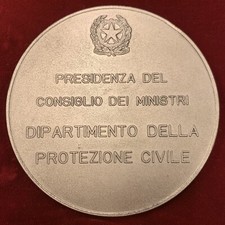 PRESIDENZA DEL
CONSIGLIO DEI MINISTRI
DIPARTIMENTO DELLA
PROTEZIONE CIVILE